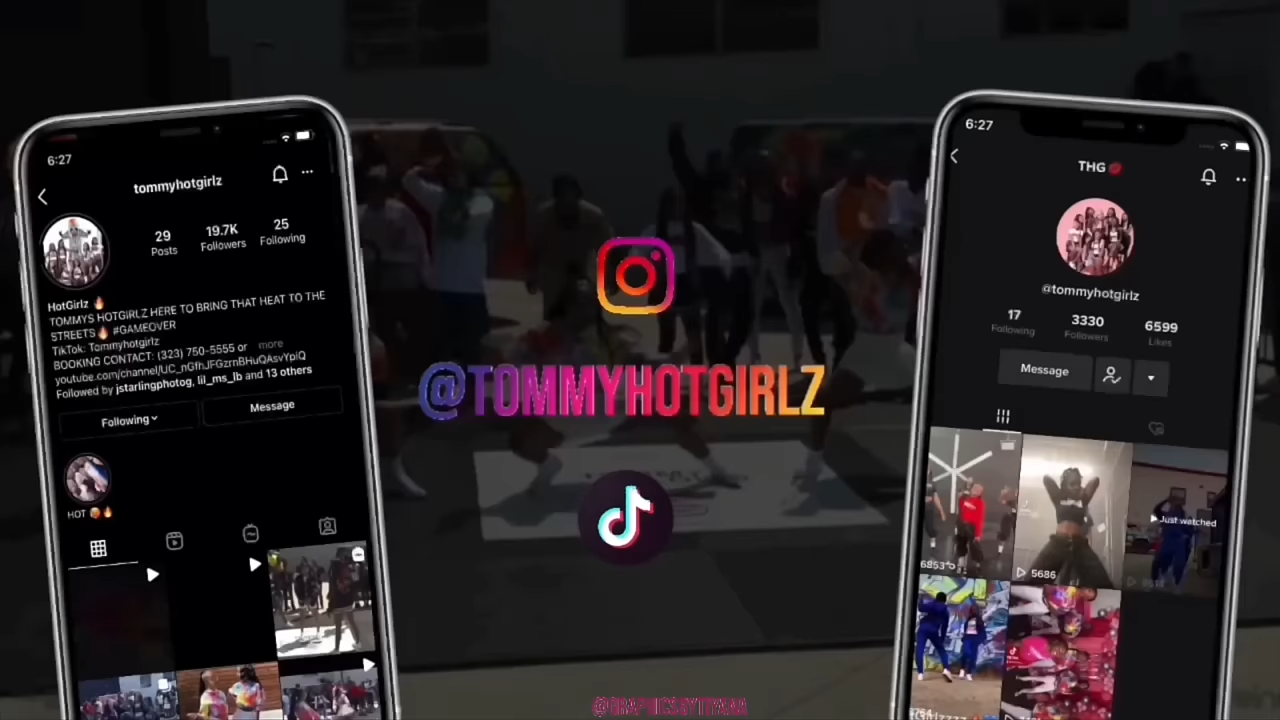 6:27
tommyhotgirlz
29 19.7K 25
Posts Followers Following
HotGirlz 🔥
TOMMYS HOTGIRLZ HERE TO BRING THAT HEAT TO THE
STREETS🔥 #GAMEOVER
TikTok: Tommyhotgirlz
BOOKING CONTACT: (323) 750-5555 or more
Followed by jstarlingphotog, lil_ms_lb and 13 others
Following Message
HOT
@TOMMYHOTGIRLZ
6:27
THG💋
@tommyhotgirlz
17 3330 6599
Following Followers Likes
Message
Just watched
5686